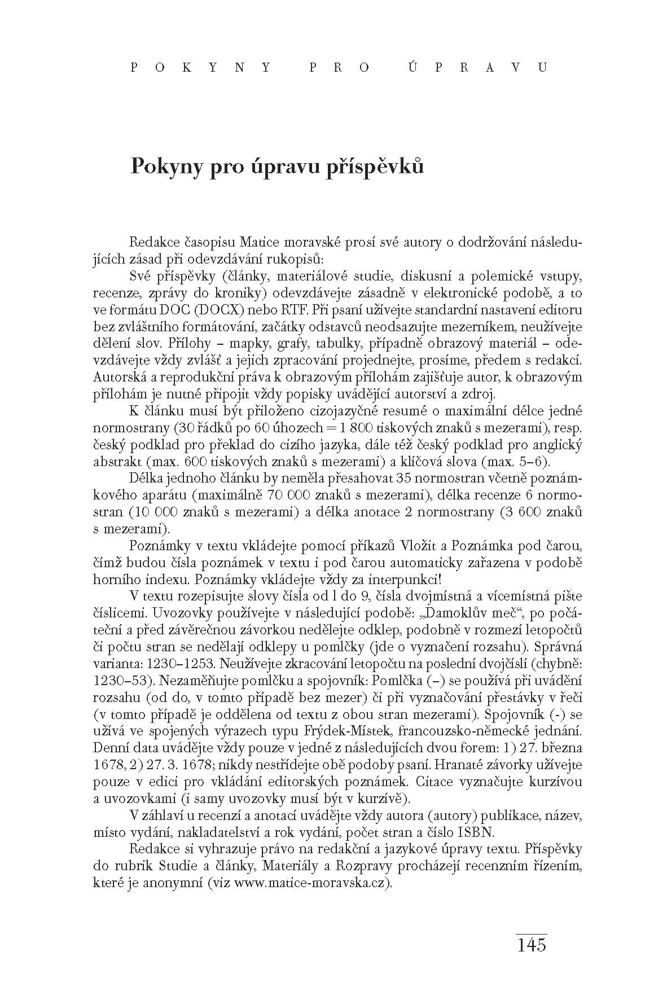 POKYNY PRO ÚPRAVU
Pokyny pro úpravu příspěvků
Redakce časopisu Matice moravské prosí své autory o dodržování následu-
jících zásad při odevzdávání rukopisů:
Své příspěvky (články, materiálové studie, diskusní a polemické vstupy,
recenze, zprávy do kroniky) odevzdávejte zásadně v elektronické podobě, a to
ve formátu DOC (DOCX) nebo RTF. Při psaní užívejte standardní nastavení editoru
bez zvláštního formátování, začátky odstavců neodsazujte mezerníkem, neužívejte
dělení slov. Přílohy – mapky, grafy, tabulky, případně obrazový materiál – ode-
vzdávejte vždy zvlášť a jejich zpracování projednejte, prosíme, předem s redakcí.
Autorská a reprodukční práva k obrazovým přílohám zajišťuje autor, k obrazovým
přílohám je nutné připojit vždy popisky uvádějící autorství a zdroj.
K článku musí být přiloženo cizojazyčné resumé o maximální délce jedné
normostrany (30 řádků po 60 úhozech = 1 800 tiskových znaků s mezerami), resp.
český podklad pro překlad do cizího jazyka, dále též český podklad pro anglický
abstrakt (max. 600 tiskových znaků s mezerami) a klíčová slova (max. 5–6).
Délka jednoho článku by neměla přesahovat 35 normostran včetně poznám-
kového aparátu (maximálně 70 000 znaků s mezerami), délka recenze 6 normo-
stran (10 000 znaků s mezerami) a délka anotace 2 normostrany (3 600 znaků
s mezerami).
Poznámky v textu vkládejte pomocí příkazů Vložit a Poznámka pod čarou,
čímž budou čísla poznámek v textu i pod čarou automaticky zařazena v podobě
horního indexu. Poznámky vkládejte vždy za interpunkci!
V textu rozepisujte slovy čísla od l do 9, čísla dvojmístná a vícemístná pište
číslicemi. Uvozovky používejte v následující podobě: „Damoklův meč“, po počá-
teční a před závěrečnou závorkou nedělejte odklep, podobně v rozmezí letopočtů
či počtu stran se nedělají odklepy u pomlčky (jde o vyznačení rozsahu). Správná
varianta: 1230–1253. Neužívejte zkracování letopočtu na poslední dvojčíslí (chybně:
1230–53). Nezaměňujte pomlčku a spojovník: Pomlčka (–) se používá při uvádění
rozsahu (od do, v tomto případě bez mezer) či při vyznačování přestávky v řeči
(v tomto případě je oddělena od textu z obou stran mezerami). Spojovník (-) se
užívá ve spojených výrazech typu Frýdek-Místek, francouzsko-německé jednání.
Denní data uvádějte vždy pouze v jedné z následujících dvou forem: 1) 27. března
1678, 2) 27. 3. 1678; nikdy nestřídejte obě podoby psaní. Hranaté závorky užívejte
pouze v edici pro vkládání editorských poznámek. Citace vyznačujte kurzívou
a uvozovkami (i samy uvozovky musí být v kurzívě).
V záhlaví u recenzí a anotací uvádějte vždy autora (autory) publikace, název,
místo vydání, nakladatelství a rok vydání, počet stran a číslo ISBN.
Redakce si vyhrazuje právo na redakční a jazykové úpravy textu. Příspěvky
do rubrik Studie a články, Materiály a Rozpravy procházejí recenzním řízením,
které je anonymní (viz www.matice-moravska.cz).
145